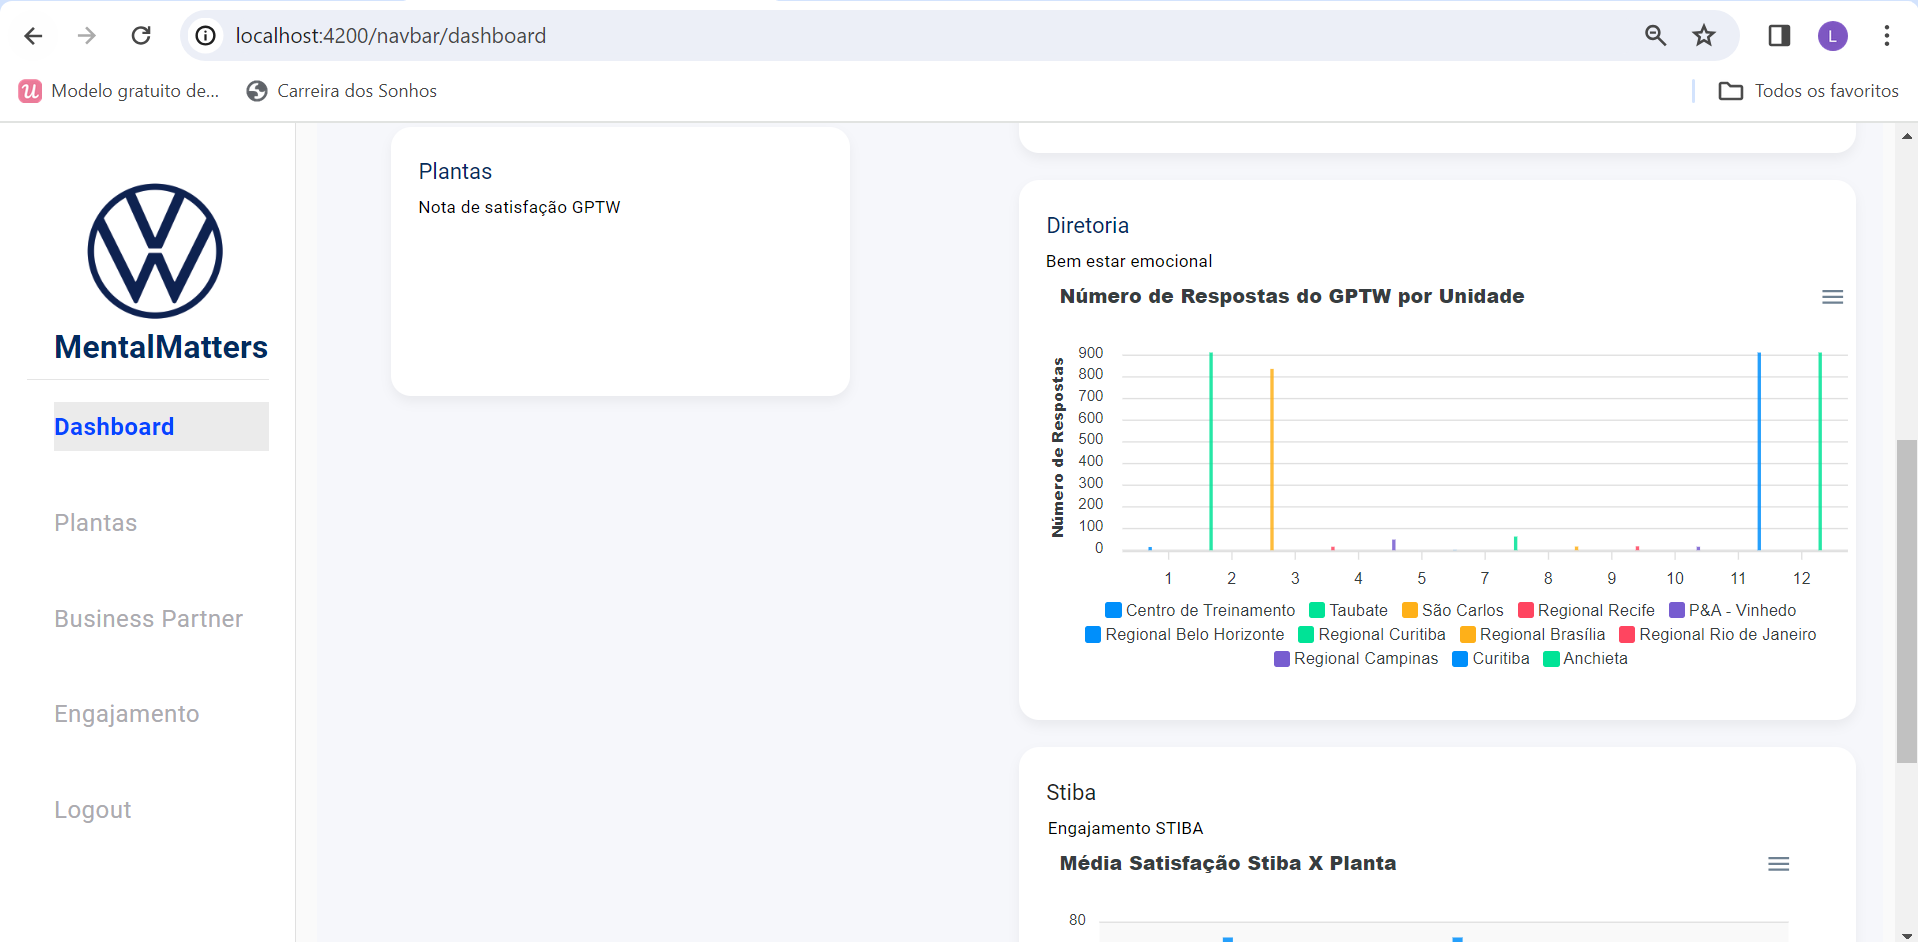 localhost:4200/navbar/dashboard
L
Modelo gratuito de...
Carreira dos Sonhos
Todos os favoritos
MentalMatters
Dashboard
Plantas
Business Partner
Engajamento
Logout
Plantas
Nota de satisfação GPTW
Diretoria
Bem estar emocional
Número de Respostas do GPTW por Unidade
Número de Respostas
900
800
700
600
500
400
300
200
100
0
1 2 3 4 5 7 8 9 10 11 12
Centro de Treinamento Taubate São Carlos Regional Recife P&A - Vinhedo
Regional Belo Horizonte Regional Curitiba Regional Brasília Regional Rio de Janeiro
Regional Campinas Curitiba Anchieta
Stiba
Engajamento STIBA
Média Satisfação Stiba X Planta
80